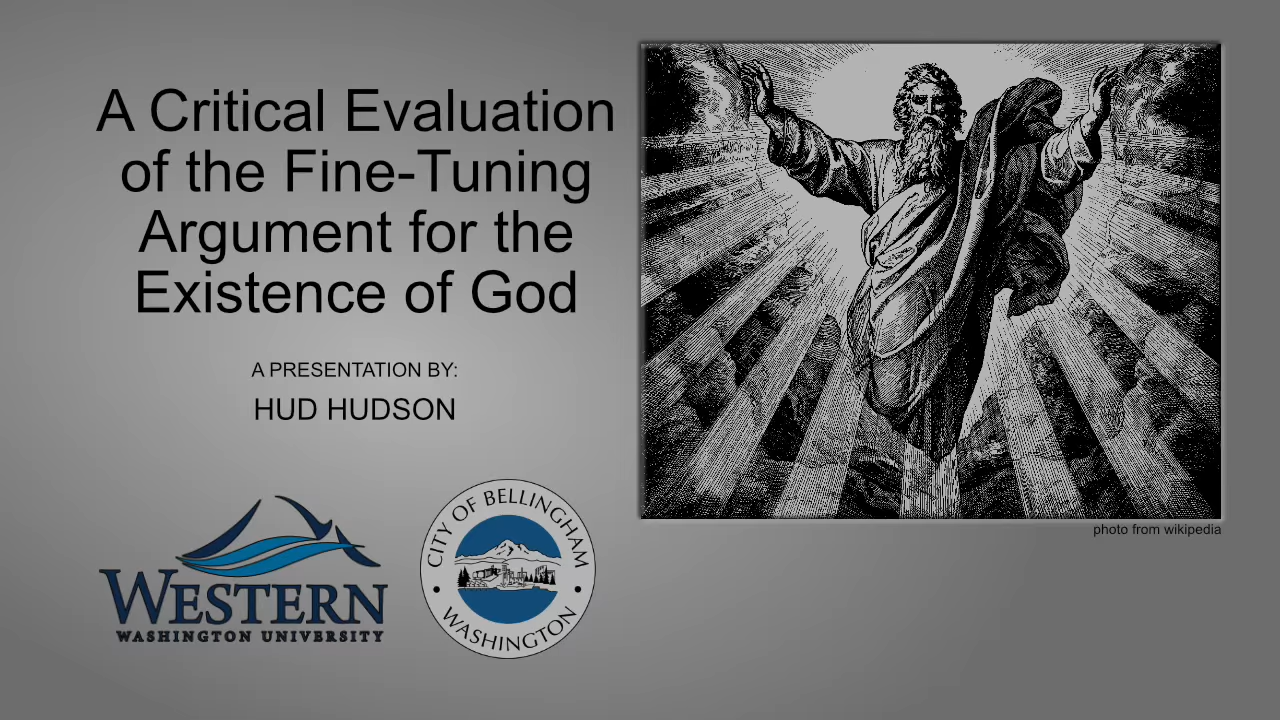 A Critical Evaluation
of the Fine-Tuning
Argument for the
Existence of God
A PRESENTATION BY:
HUD HUDSON
photo from wikipedia
WESTERN
WASHINGTON UNIVERSITY
CITY OF BELLINGHAM
• WASHINGTON •